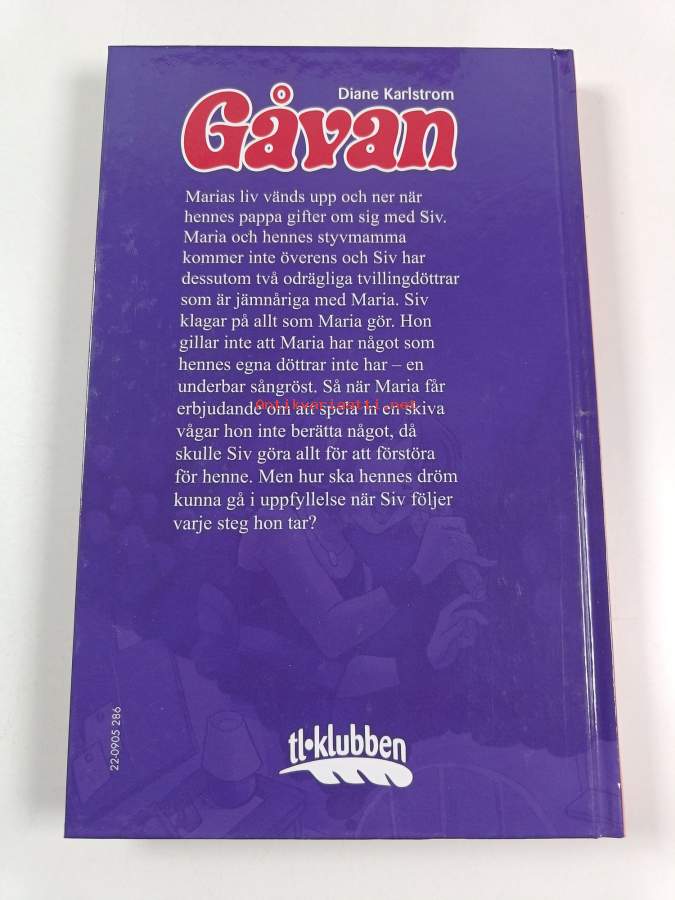 Diane Karlstrom
Gåvan
Marias liv vänds upp och ner när
hennes pappa gifter om sig med Siv.
Maria och hennes styvmamma
kommer inte överens och Siv har
dessutom två odrägliga tvillingdöttrar
som är jämnåriga med Maria. Siv
klagar på allt som Maria gör. Hon
gillar inte att Maria har något som
hennes egna döttrar inte har – en
underbar sångröst. Så när Maria får
erbjudande om att spela in en skiva
Antikvariaatti.net
vågar hon inte berätta något, då
skulle Siv göra allt för att förstöra
för henne. Men hur ska hennes dröm
kunna gå i uppfyllelse när Siv följer
varje steg hon tar?
22-0905 286
tl•klubben